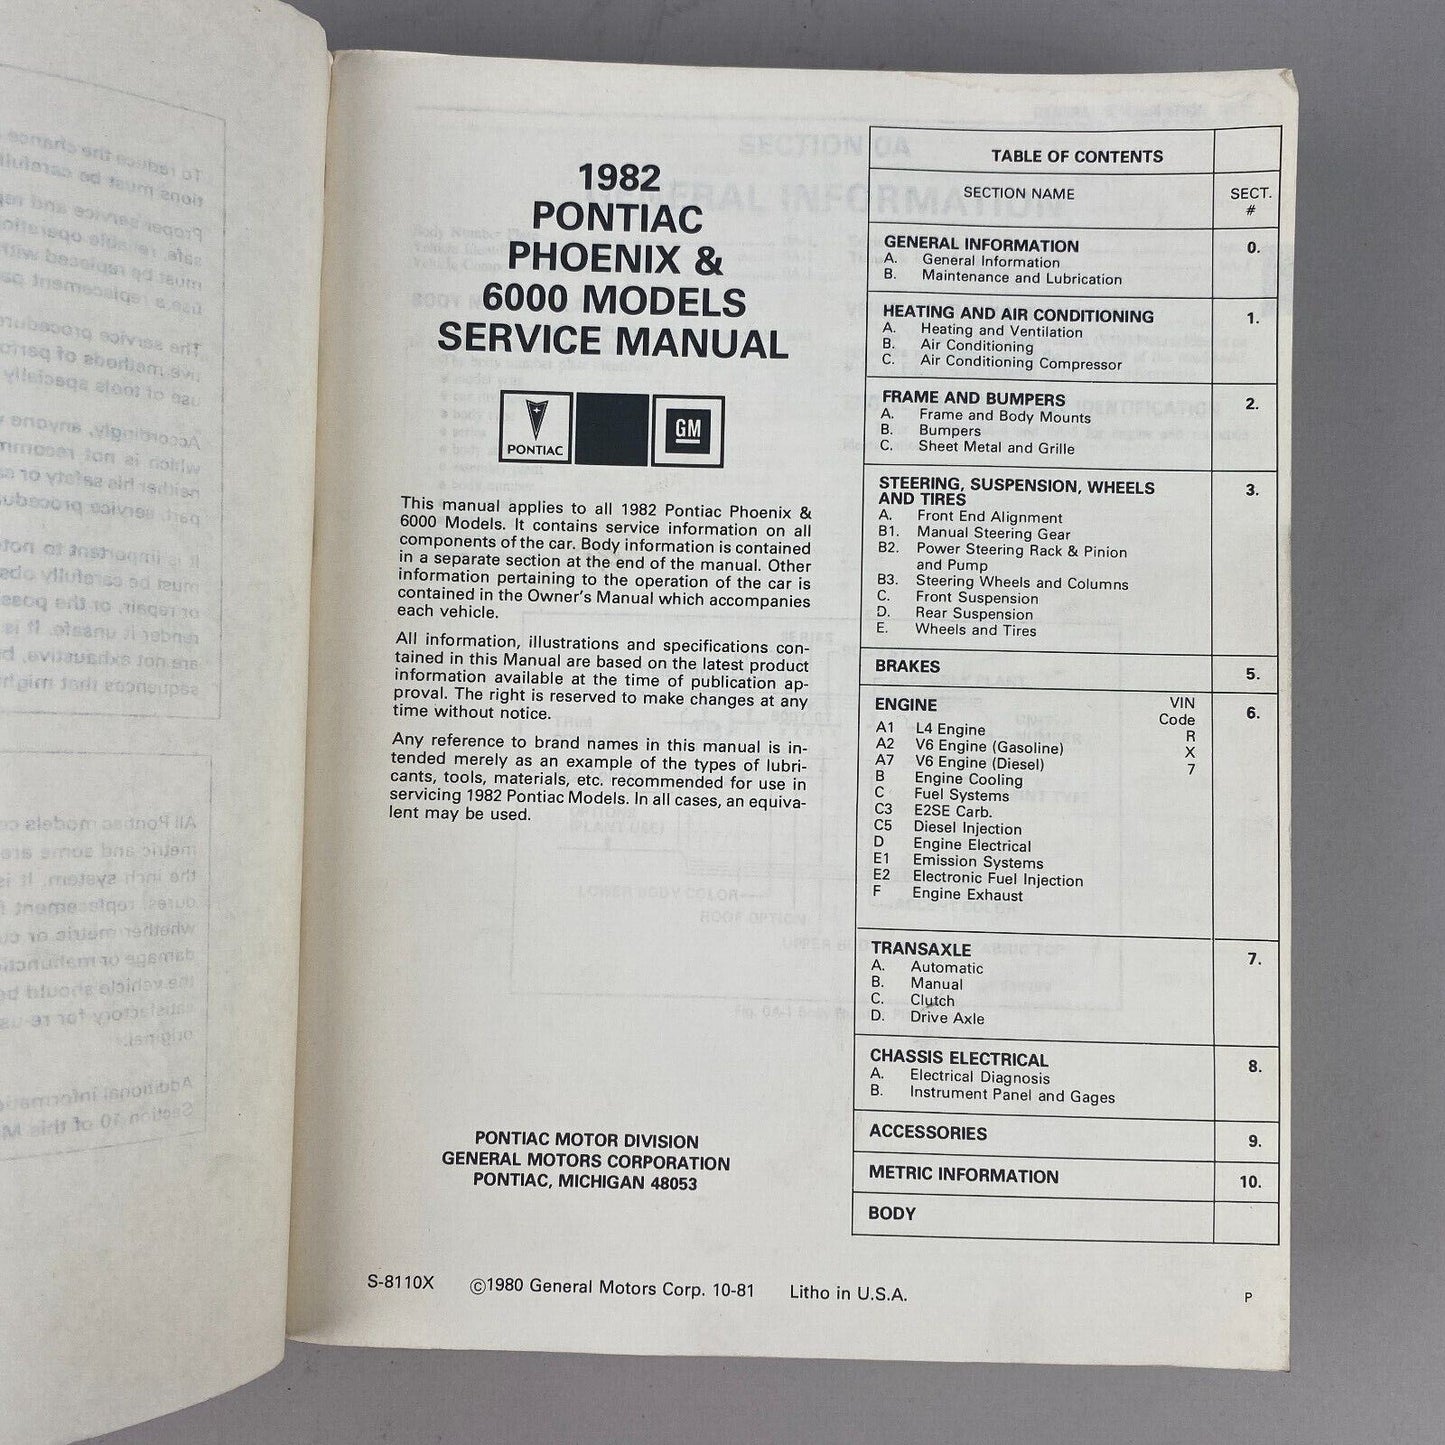 1982
PONTIAC
PHOENIX &
6000 MODELS
SERVICE MANUAL
PONTIAC
GM
This manual applies to all 1982 Pontiac Phoenix &
6000 Models. It contains service information on all
components of the car. Body information is contained
in a separate section at the end of the manual. Other
information pertaining to the operation of the car is
contained in the Owner's Manual which accompanies
each vehicle.
All information, illustrations and specifications con-
tained in this Manual are based on the latest product
information available at the time of publication ap-
proval. The right is reserved to make changes at any
time without notice.
Any reference to brand names in this manual is in-
tended merely as an example of the types of lubri-
cants, tools, materials, etc. recommended for use in
servicing 1982 Pontiac Models. In all cases, an equiva-
lent may be used.
PONTIAC MOTOR DIVISION
GENERAL MOTORS CORPORATION
PONTIAC, MICHIGAN 48053
S-8110X ©1980 General Motors Corp. 10-81 Litho in U.S.A.
TABLE OF CONTENTS
SECTION NAME SECT.
#
GENERAL INFORMATION 0.
A. General Information
B. Maintenance and Lubrication
HEATING AND AIR CONDITIONING 1.
A. Heating and Ventilation
B. Air Conditioning
C. Air Conditioning Compressor
FRAME AND BUMPERS 2.
A. Frame and Body Mounts
B. Bumpers
C. Sheet Metal and Grille
STEERING, SUSPENSION, WHEELS 3.
AND TIRES
A. Front End Alignment
B1. Manual Steering Gear
B2. Power Steering Rack & Pinion
and Pump
B3. Steering Wheels and Columns
C. Front Suspension
D. Rear Suspension
E. Wheels and Tires
BRAKES 5.
ENGINE VIN 6.
Code
A1 L4 Engine R
A2 V6 Engine (Gasoline) X
A7 V6 Engine (Diesel) 7
B Engine Cooling
C Fuel Systems
C3 E2SE Carb.
C5 Diesel Injection
D Engine Electrical
E1 Emission Systems
E2 Electronic Fuel Injection
F Engine Exhaust
TRANSAXLE 7.
A. Automatic
B. Manual
C. Clutch
D. Drive Axle
CHASSIS ELECTRICAL 8.
A. Electrical Diagnosis
B. Instrument Panel and Gages
ACCESSORIES 9.
METRIC INFORMATION 10.
BODY
P